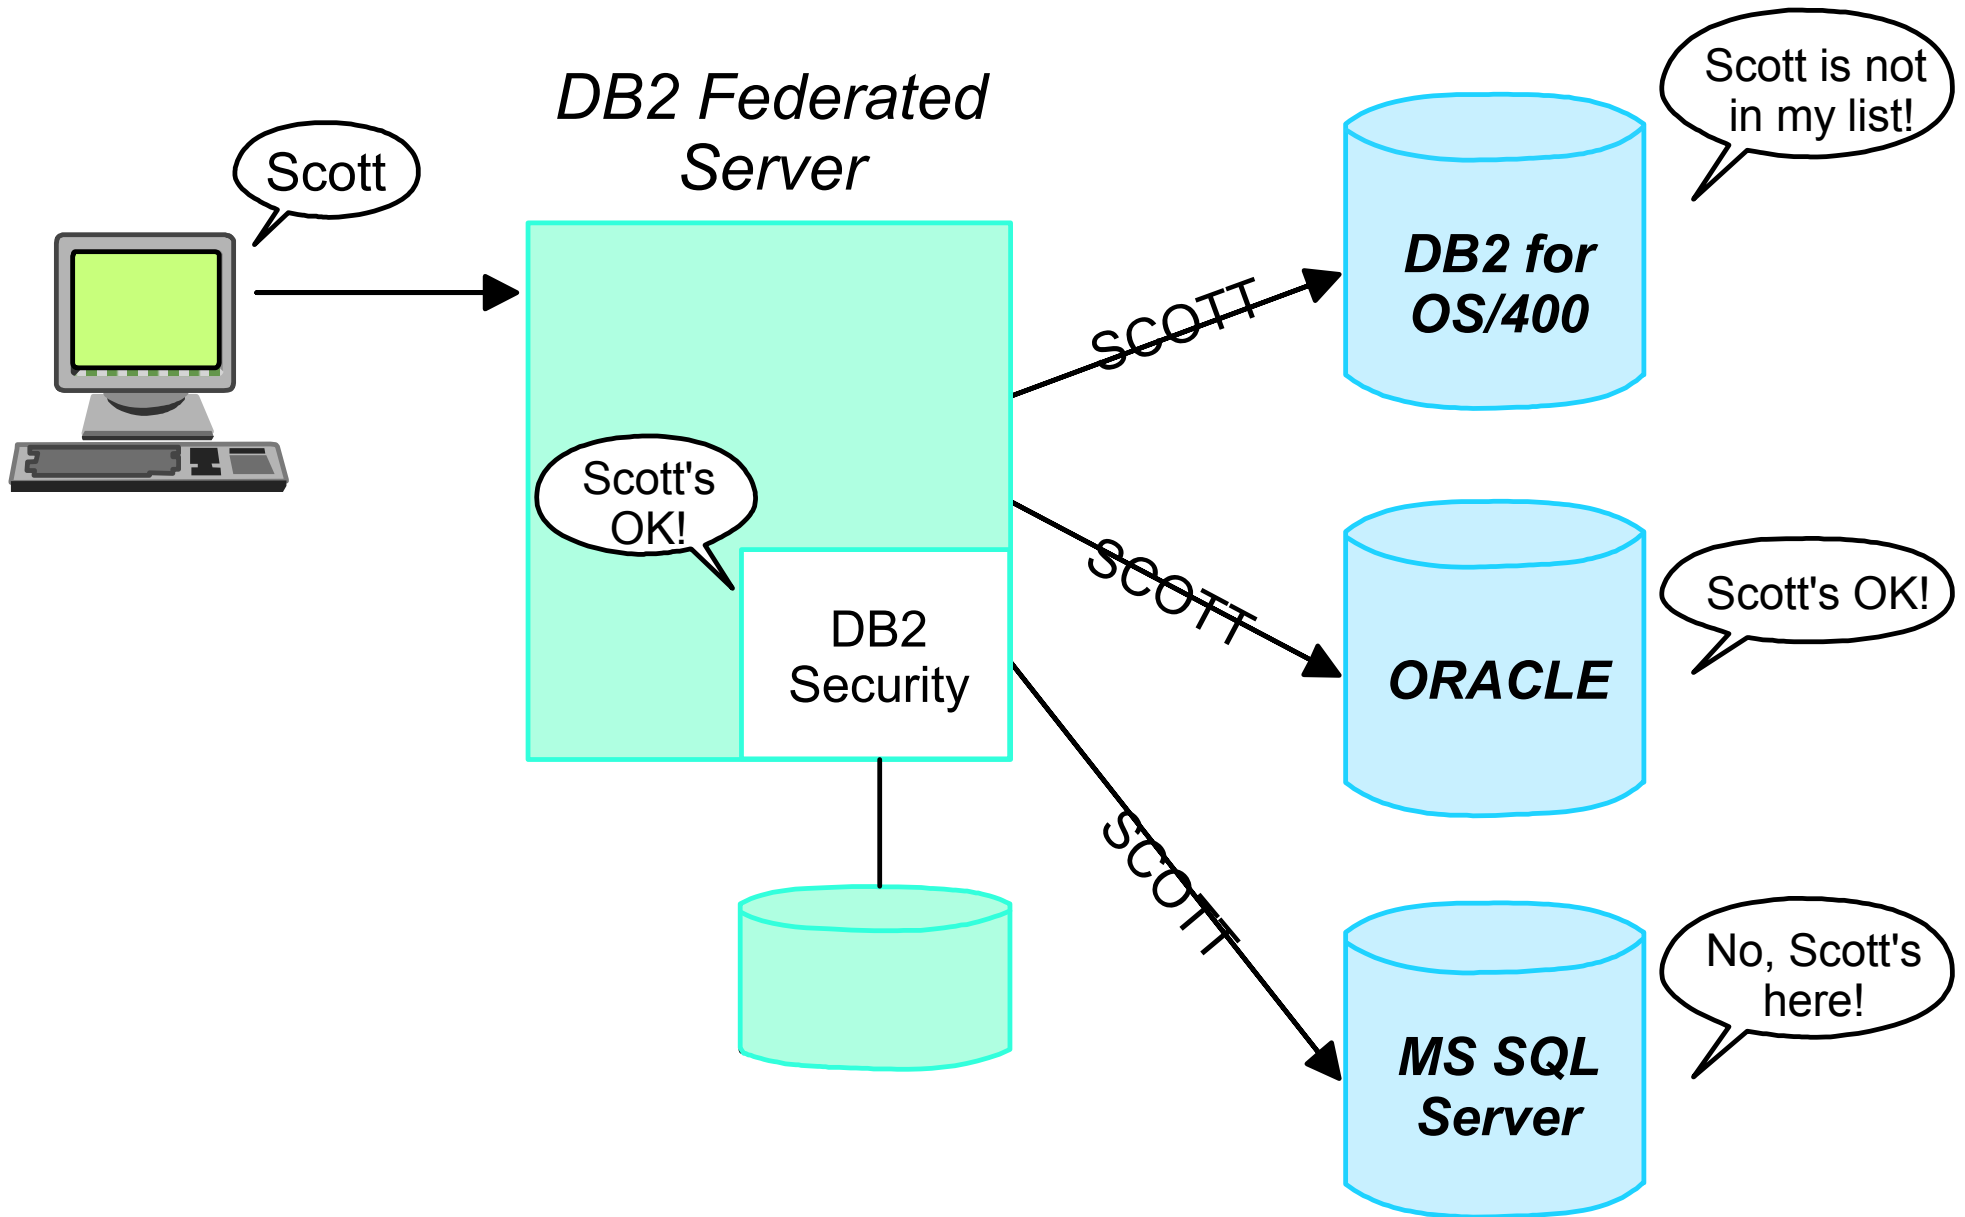 DB2 Federated
Server
Scott
Scott's
OK!
DB2
Security
SCOTT
SCOTT
SCOTT
Scott is not
in my list!
DB2 for
OS/400
Scott's OK!
ORACLE
No, Scott's
here!
MS SQL
Server